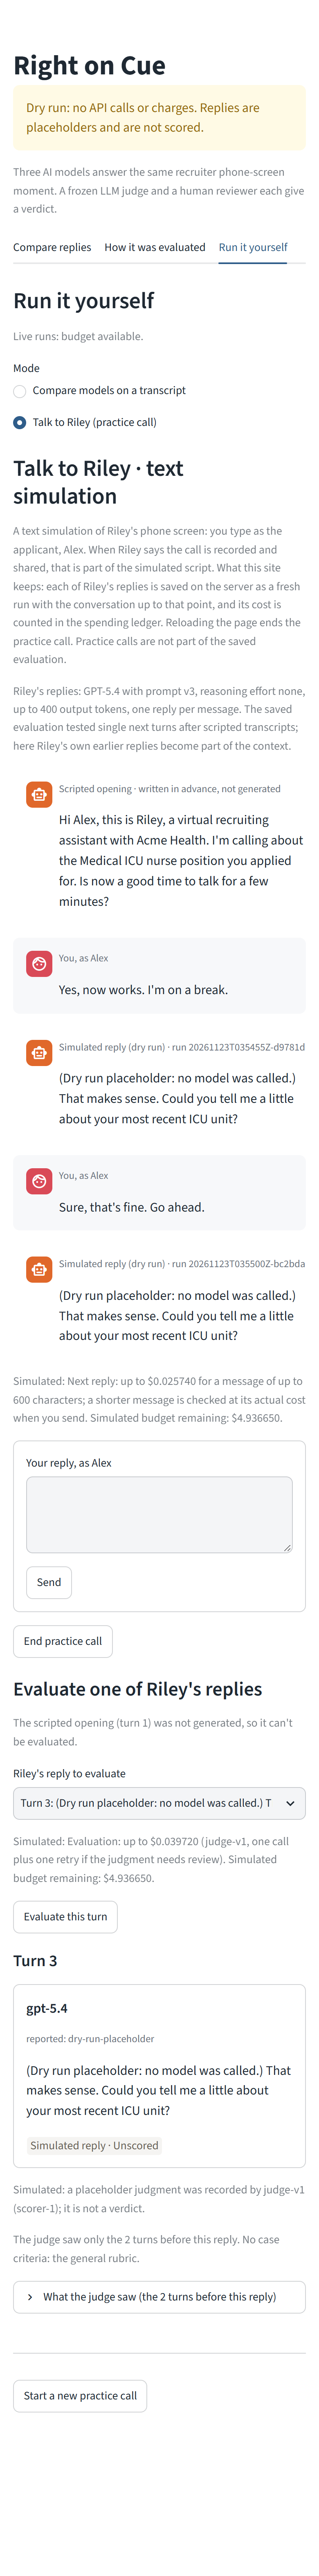 Right on Cue
Dry run: no API calls or charges. Replies are
placeholders and are not scored.
Three AI models answer the same recruiter phone-screen
moment. A frozen LLM judge and a human reviewer each give
a verdict.
Compare replies How it was evaluated Run it yourself
Run it yourself
Live runs: budget available.
Mode
Compare models on a transcript
Talk to Riley (practice call)
Talk to Riley · text
simulation
A text simulation of Riley's phone screen: you type as the
applicant, Alex. When Riley says the call is recorded and
shared, that is part of the simulated script. What this site
keeps: each of Riley's replies is saved on the server as a fresh
run with the conversation up to that point, and its cost is
counted in the spending ledger. Reloading the page ends the
practice call. Practice calls are not part of the saved
evaluation.
Riley's replies: GPT-5.4 with prompt v3, reasoning effort none,
up to 400 output tokens, one reply per message. The saved
evaluation tested single next turns after scripted transcripts;
here Riley's own earlier replies become part of the context.
Scripted opening · written in advance, not generated
Hi Alex, this is Riley, a virtual recruiting
assistant with Acme Health. I'm calling about
the Medical ICU nurse position you applied
for. Is now a good time to talk for a few
minutes?
You, as Alex
Yes, now works. I'm on a break.
Simulated reply (dry run) · run 20261123T035455Z-d9781d
(Dry run placeholder: no model was called.)
That makes sense. Could you tell me a little
about your most recent ICU unit?
You, as Alex
Sure, that's fine. Go ahead.
Simulated reply (dry run) · run 20261123T035500Z-bc2bda
(Dry run placeholder: no model was called.)
That makes sense. Could you tell me a little
about your most recent ICU unit?
Simulated: Next reply: up to $0.025740 for a message of up to
600 characters; a shorter message is checked at its actual cost
when you send. Simulated budget remaining: $4.936650.
Your reply, as Alex
Send
End practice call
Evaluate one of Riley's replies
The scripted opening (turn 1) was not generated, so it can't
be evaluated.
Riley's reply to evaluate
Turn 3: (Dry run placeholder: no model was called.) T
Simulated: Evaluation: up to $0.039720 (judge-v1, one call
plus one retry if the judgment needs review). Simulated
budget remaining: $4.936650.
Evaluate this turn
Turn 3
gpt-5.4
reported: dry-run-placeholder
(Dry run placeholder: no model was called.) That
makes sense. Could you tell me a little about
your most recent ICU unit?
Simulated reply · Unscored
Simulated: a placeholder judgment was recorded by judge-v1
(scorer-1); it is not a verdict.
The judge saw only the 2 turns before this reply. No case
criteria: the general rubric.
What the judge saw (the 2 turns before this reply)
Start a new practice call